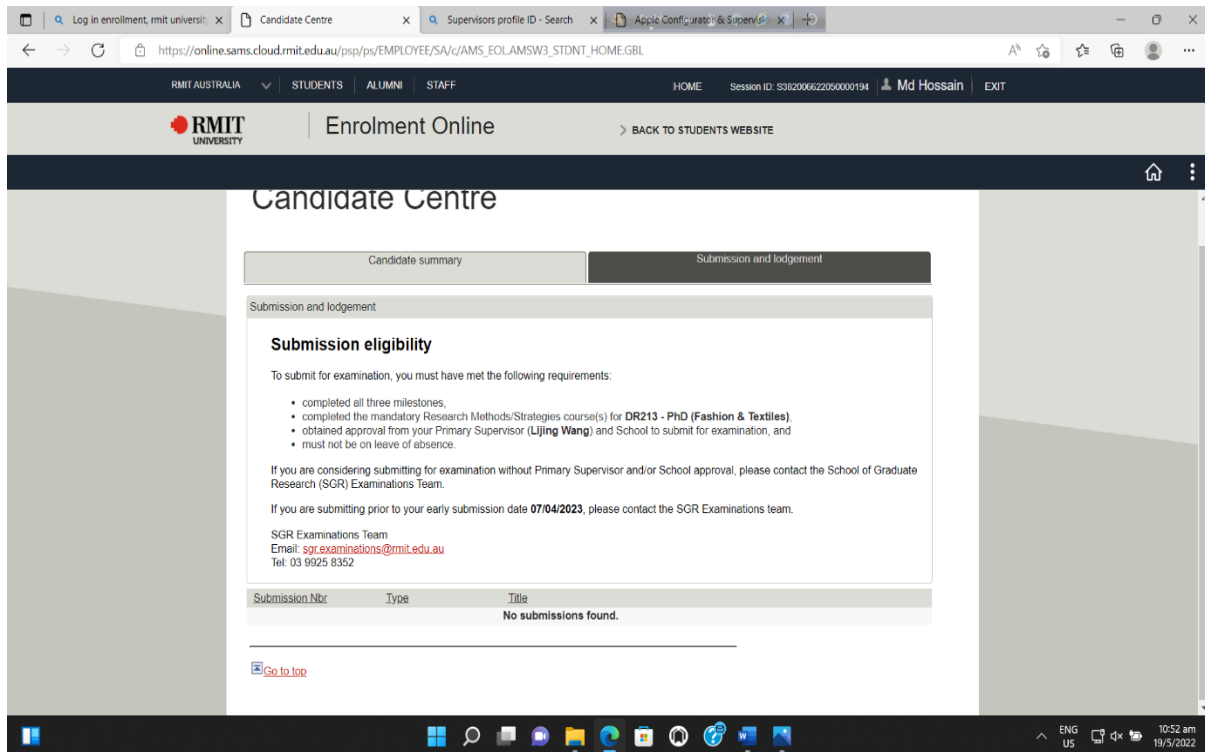 Log in enrollment, rmit universit
Candidate Centre
Supervisors profile ID - Search
Apple Configurator & Supervis
https://online.sams.cloud.rmit.edu.au/psp/ps/EMPLOYEE/SA/c/AMS_EOL.AMSW3_STDNT_HOME.GBL
RMIT AUSTRALIA STUDENTS ALUMNI STAFF HOME Session ID: S382006622050000194 Md Hossain EXIT
RMIT UNIVERSITY
Enrolment Online
BACK TO STUDENTS WEBSITE
Candidate Centre
Candidate summary
Submission and lodgement
Submission and lodgement
Submission eligibility
To submit for examination, you must have met the following requirements:
• completed all three milestones,
• completed the mandatory Research Methods/Strategies course(s) for DR213 - PhD (Fashion & Textiles),
• obtained approval from your Primary Supervisor (Lijing Wang) and School to submit for examination, and
• must not be on leave of absence.
If you are considering submitting for examination without Primary Supervisor and/or School approval, please contact the School of Graduate
Research (SGR) Examinations Team.
If you are submitting prior to your early submission date 07/04/2023, please contact the SGR Examinations team.
SGR Examinations Team
Email: sgr.examinations@rmit.edu.au
Tel: 03 9925 8352
Submission Nbr Type Title
No submissions found.
Go to top
ENG
US
10:52 am
19/5/2022